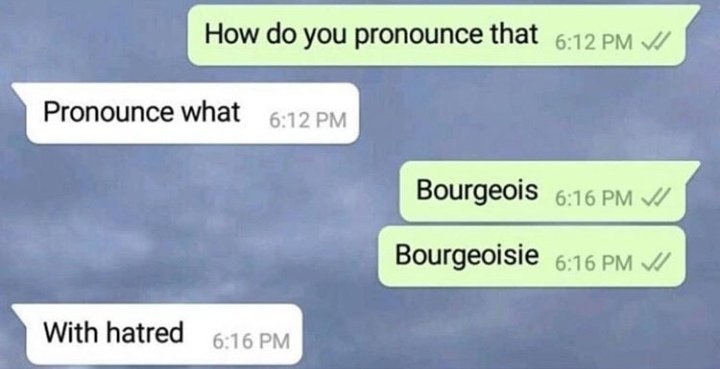 How do you pronounce that 6:12 PM
Pronounce what 6:12 PM
Bourgeois 6:16 PM
Bourgeoisie 6:16 PM
With hatred 6:16 PM